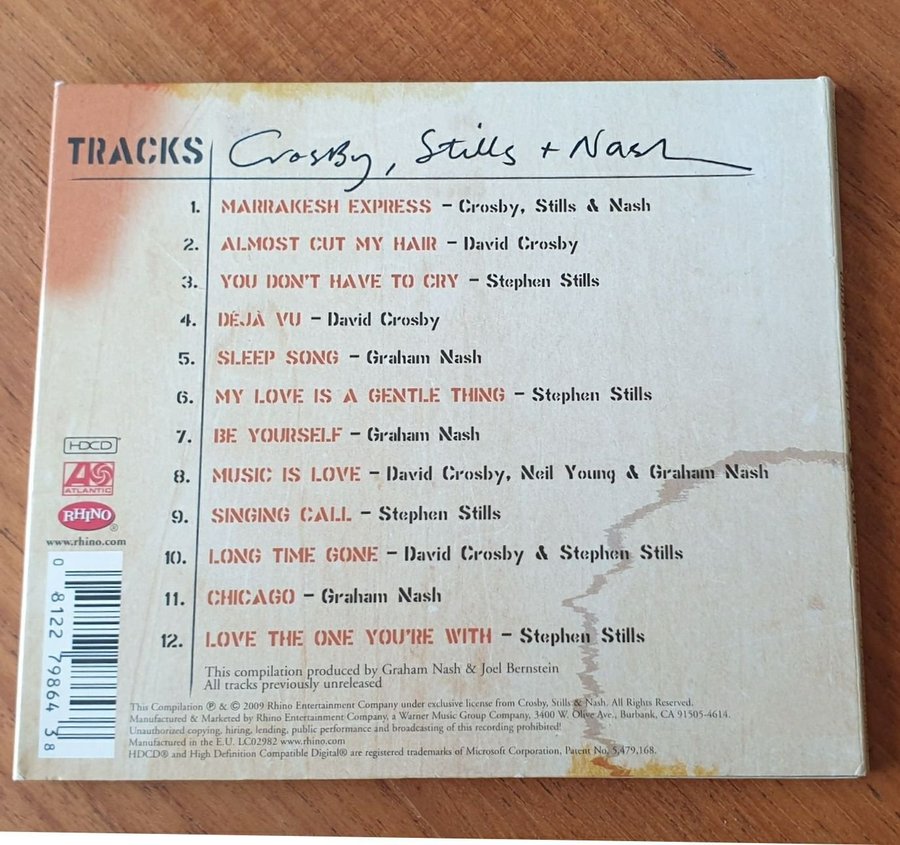 TRACKS Crosby, Stills + Nash
1. MARRAKESH EXPRESS – Crosby, Stills & Nash
2. ALMOST CUT MY HAIR – David Crosby
3. YOU DON'T HAVE TO CRY – Stephen Stills
4. DÉJÀ VU – David Crosby
5. SLEEP SONG – Graham Nash
6. MY LOVE IS A GENTLE THING – Stephen Stills
7. BE YOURSELF – Graham Nash
8. MUSIC IS LOVE – David Crosby, Neil Young & Graham Nash
9. SINGING CALL – Stephen Stills
10. LONG TIME GONE – David Crosby & Stephen Stills
11. CHICAGO – Graham Nash
12. LOVE THE ONE YOU'RE WITH – Stephen Stills
This compilation produced by Graham Nash & Joel Bernstein
All tracks previously unreleased
HDCD
ATLANTIC
RHINO®
www.rhino.com
0 8122 79864 3 8
This Compilation ℗ & © 2009 Rhino Entertainment Company under exclusive license from Crosby, Stills & Nash. All Rights Reserved.
Manufactured & Marketed by Rhino Entertainment Company, a Warner Music Group Company, 3400 W. Olive Ave., Burbank, CA 91505-4614.
Unauthorized copying, hiring, lending, public performance and broadcasting of this recording prohibited!
Manufactured in the E.U. LC02982 www.rhino.com
HDCD® and High Definition Compatible Digital® are registered trademarks of Microsoft Corporation, Patent No. 5,479,168.